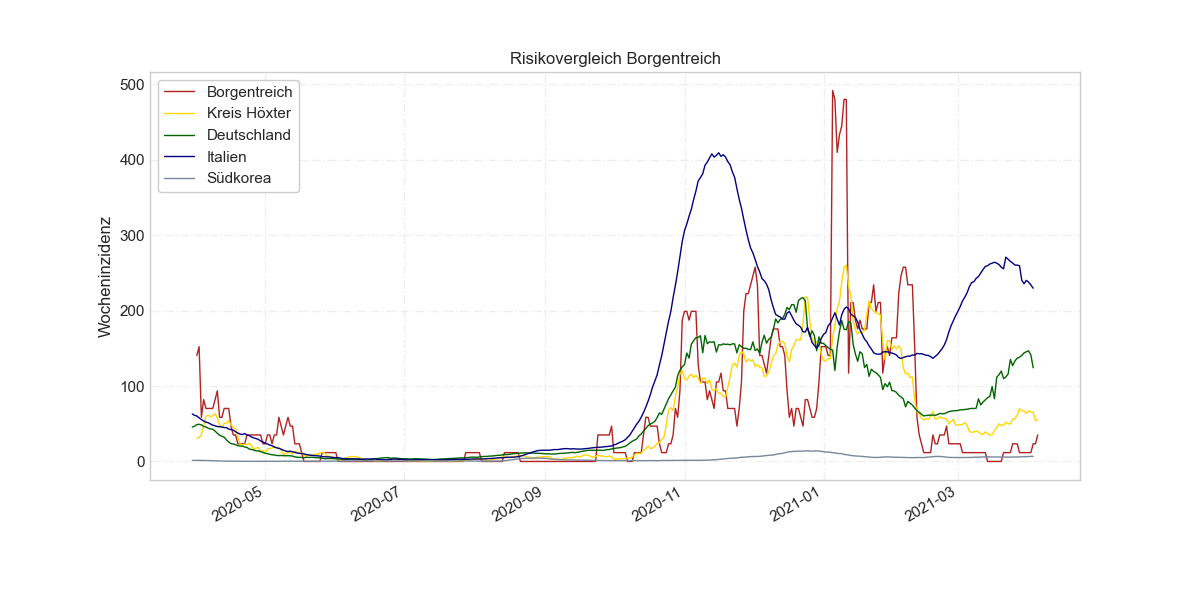 Risikovergleich Borgentreich
Wocheninzidenz
500
400
300
200
100
0
Borgentreich
Kreis Höxter
Deutschland
Italien
Südkorea
2020-05
2020-07
2020-09
2020-11
2021-01
2021-03